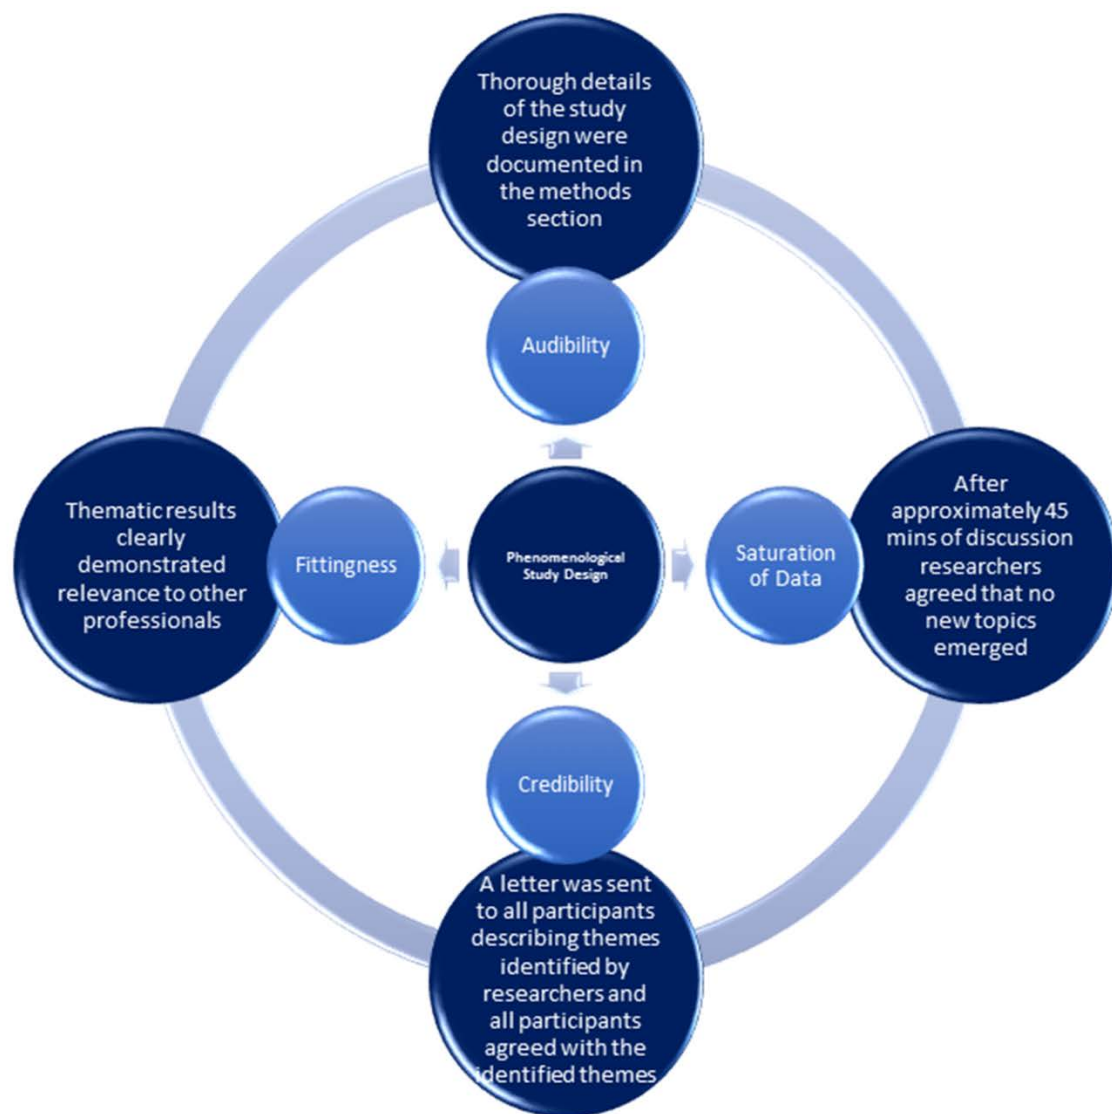 Thorough details
of the study
design were
documented in
the methods
section
Audibility
Thematic results
clearly
demonstrated
relevance to other
professionals
Fittingness
Phenomenological
Study Design
Saturation
of Data
After
approximately 45
mins of discussion
researchers
agreed that no
new topics
emerged
Credibility
A letter was sent
to all participants
describing themes
identified by
researchers and
all participants
agreed with the
identified themes